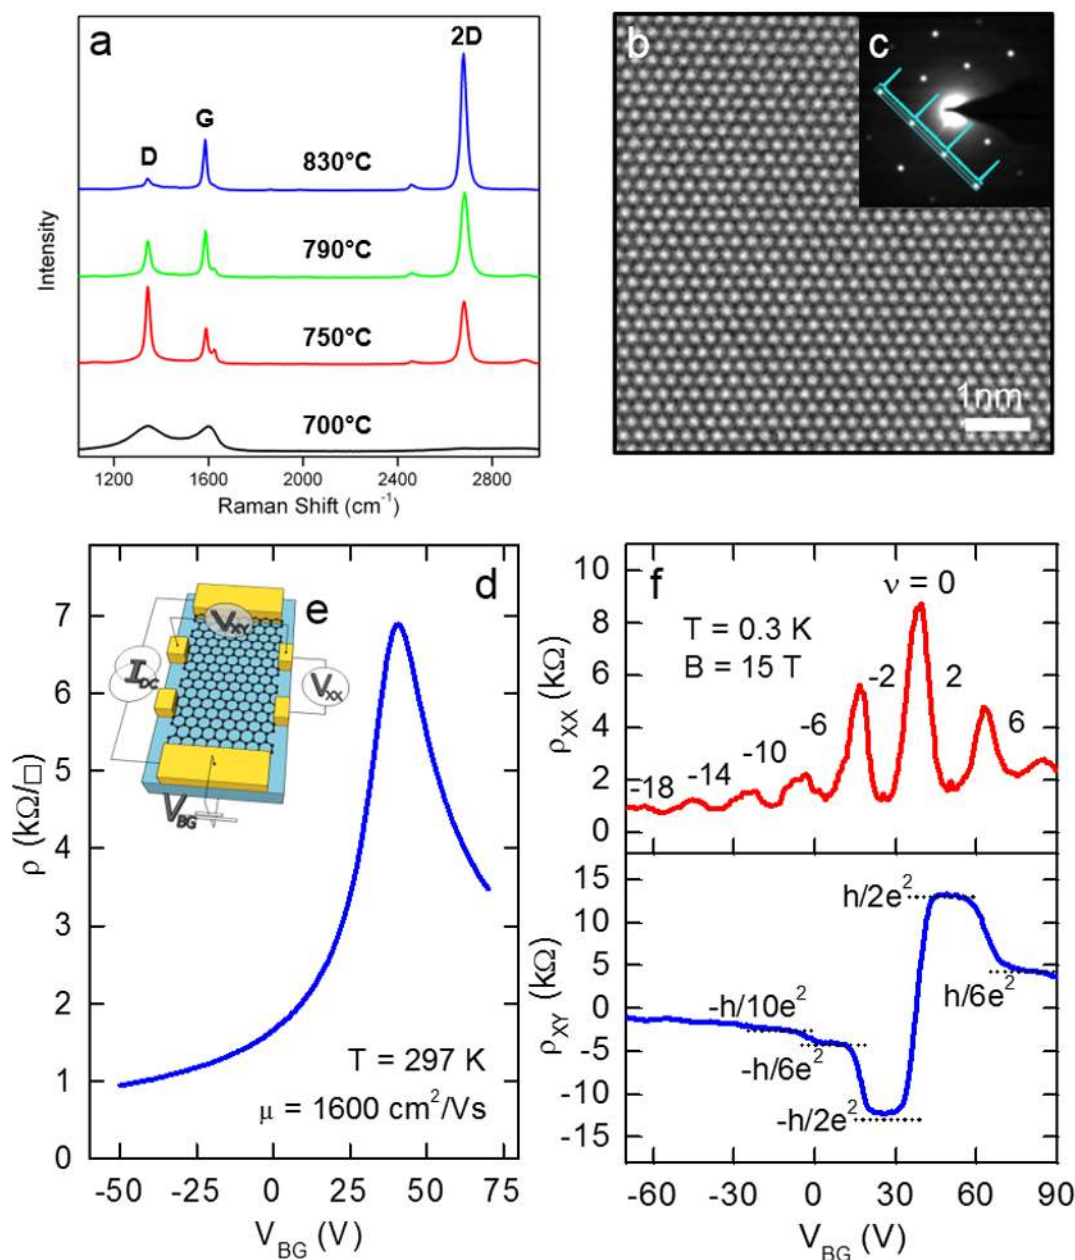 a
2D
G
D
830°C
790°C
750°C
700°C
Intensity
1200 1600 2000 2400 2800
Raman Shift (cm⁻¹)
b
c
1nm
d
e
7
6
5
4
3
2
1
0
ρ (kΩ/□)
V_XY
I_DC
V_XX
V_BG
T = 297 K
μ = 1600 cm²/Vs
-50 -25 0 25 50 75
V_BG (V)
f
ν = 0
T = 0.3 K
B = 15 T
-2
2
-6
6
-10
-14
-18
10
8
6
4
2
0
ρ_XX (kΩ)
15
10
5
0
-5
-10
-15
ρ_XY (kΩ)
h/2e²
h/6e²
-h/10e²
-h/6e²
-h/2e²
-60 -30 0 30 60 90
V_BG (V)